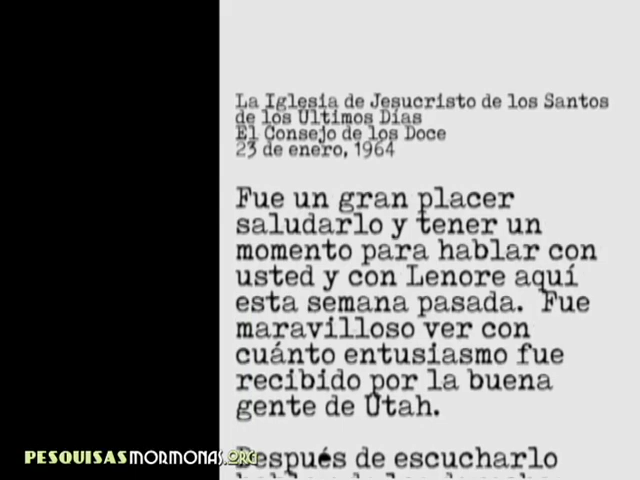 La Iglesia de Jesucristo de los Santos
de los Últimos Días
El Consejo de los Doce
23 de enero, 1964
Fue un gran placer
saludarlo y tener un
momento para hablar con
usted y con Lenore aquí
esta semana pasada. Fue
maravilloso ver con
cuánto entusiasmo fue
recibido por la buena
gente de Utah.
Después de escucharlo
PESQUISASMORMONAS.ORG